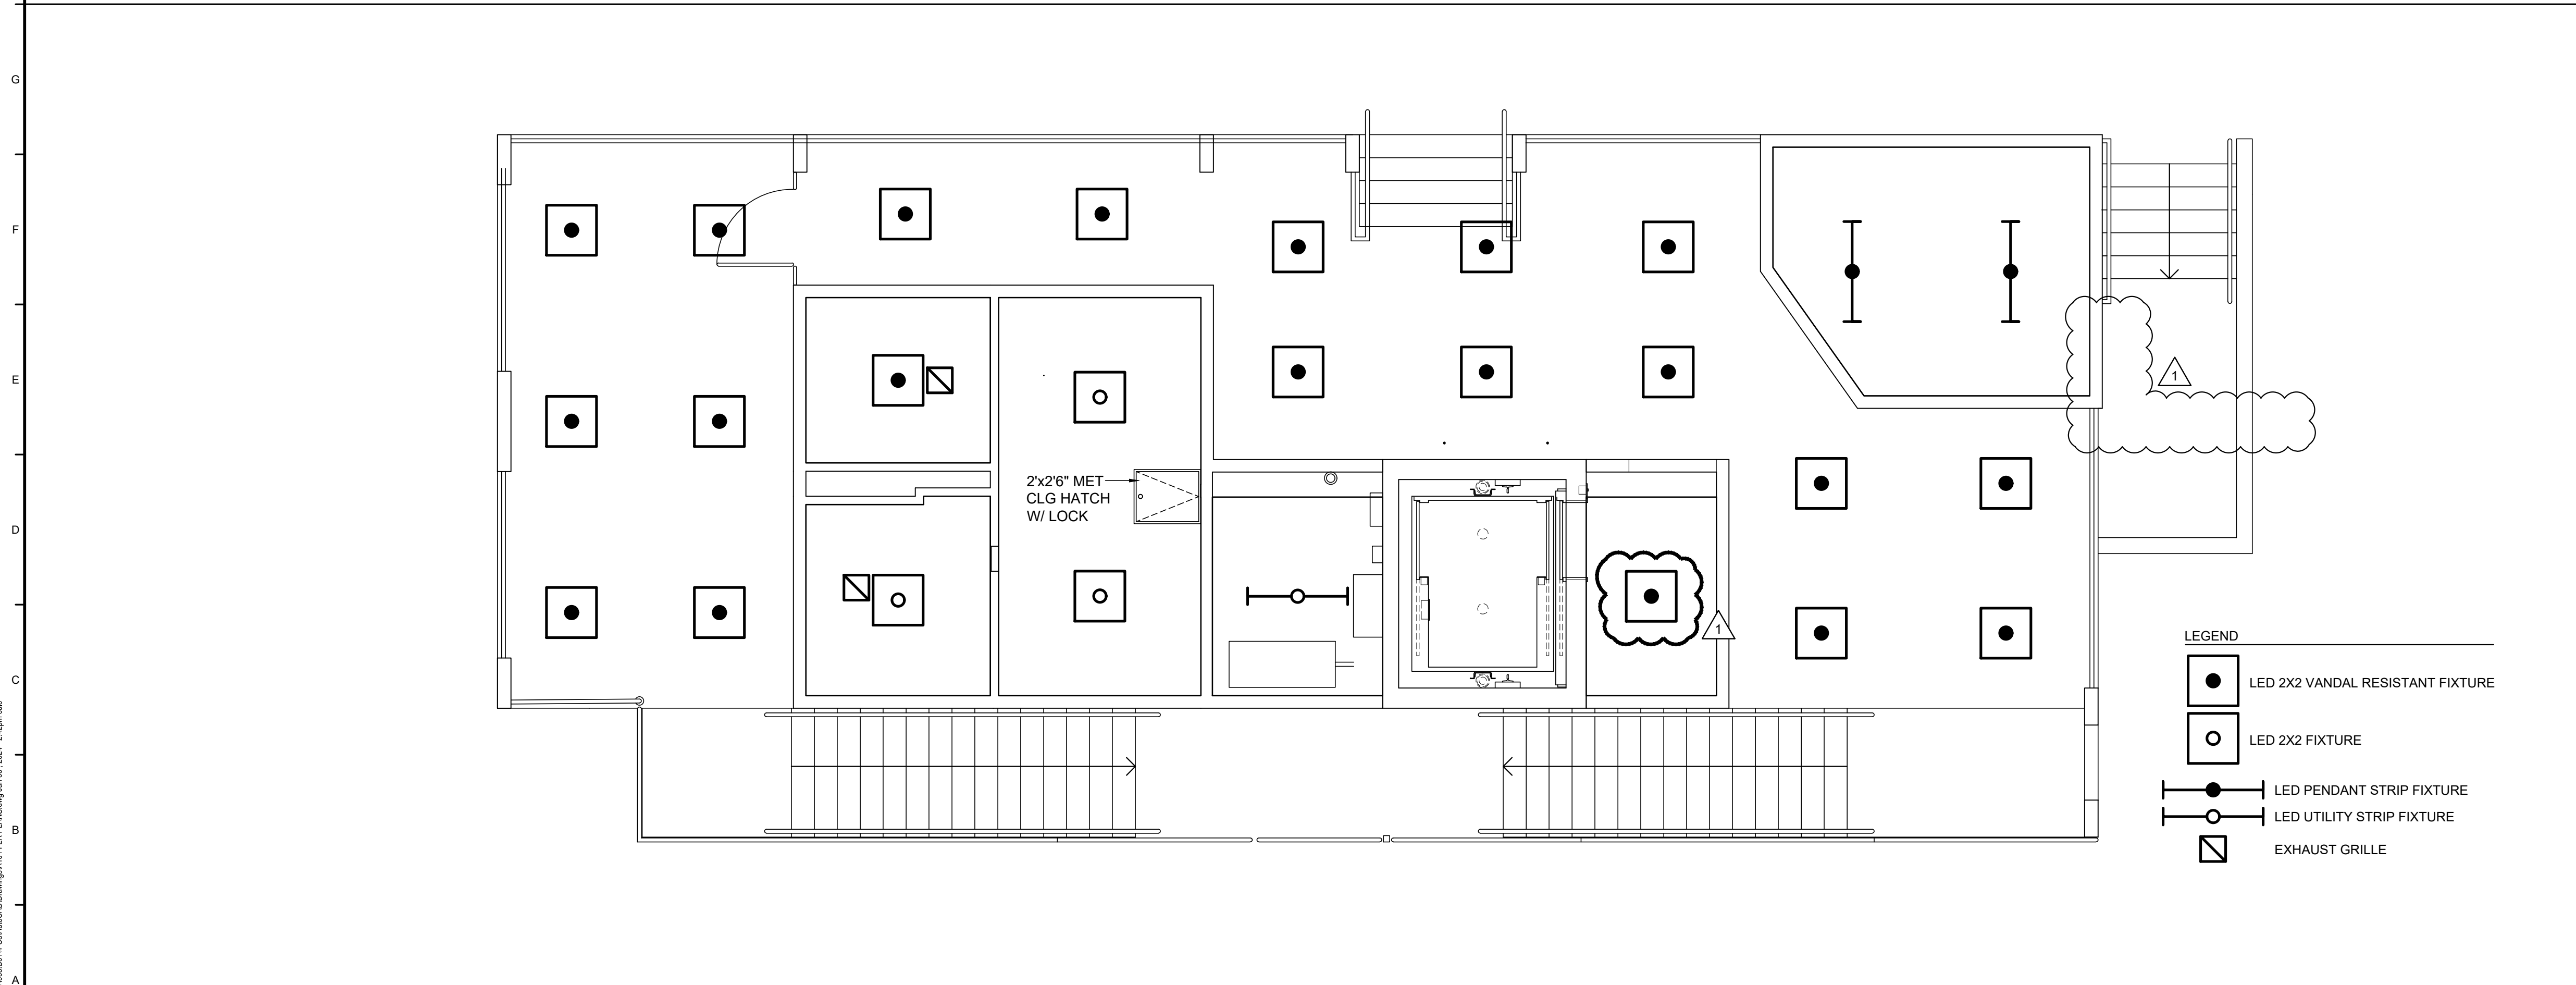 G
F
E
1
2'x2'6" MET
CLG HATCH
W/ LOCK
D
1
LEGEND
C
LED 2X2 VANDAL RESISTANT FIXTURE
LED 2X2 FIXTURE
LED PENDANT STRIP FIXTURE
LED UTILITY STRIP FIXTURE
B
EXHAUST GRILLE
A